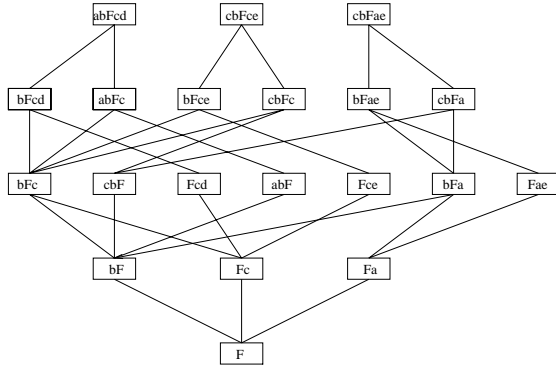 abFcd cbFce cbFae
bFcd abFc bFce cbFc bFae cbFa
bFc cbF Fcd abF Fce bFa Fae
bF Fc Fa
F